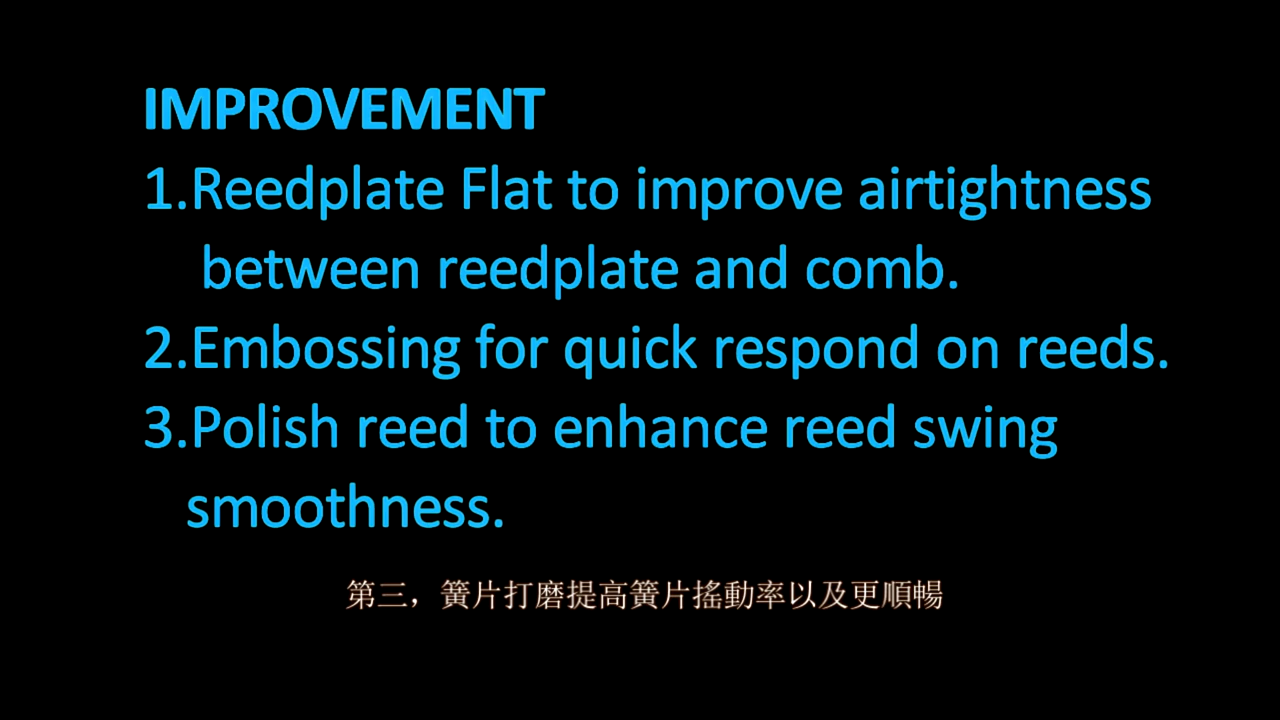 IMPROVEMENT
1.Reedplate Flat to improve airtightness
between reedplate and comb.
2.Embossing for quick respond on reeds.
3.Polish reed to enhance reed swing
smoothness.
第三，簧片打磨提高簧片搖動率以及更順暢